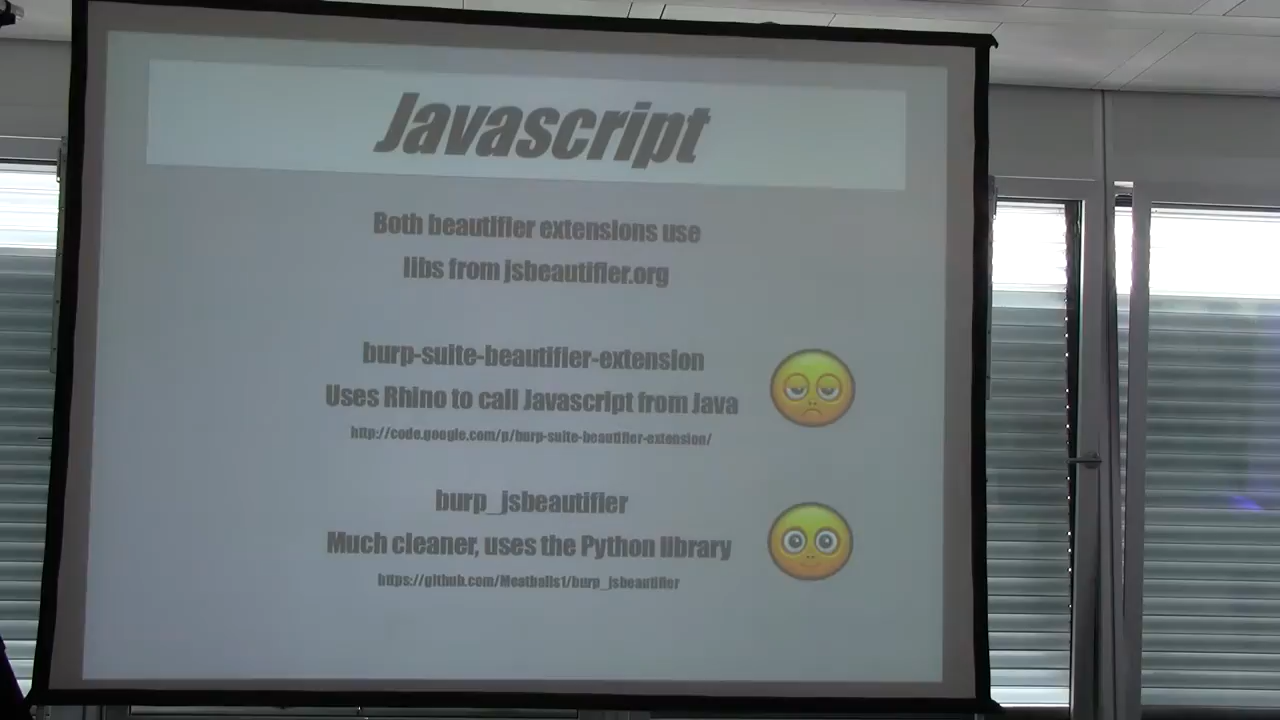 Javascript
Both beautifier extensions use
libs from jsbeautifier.org
burp-suite-beautifier-extension
Uses Rhino to call Javascript from Java
http://code.google.com/p/burp-suite-beautifier-extension/
burp_jsbeautifier
Much cleaner, uses the Python library
https://github.com/Meatballs1/burp_jsbeautifier